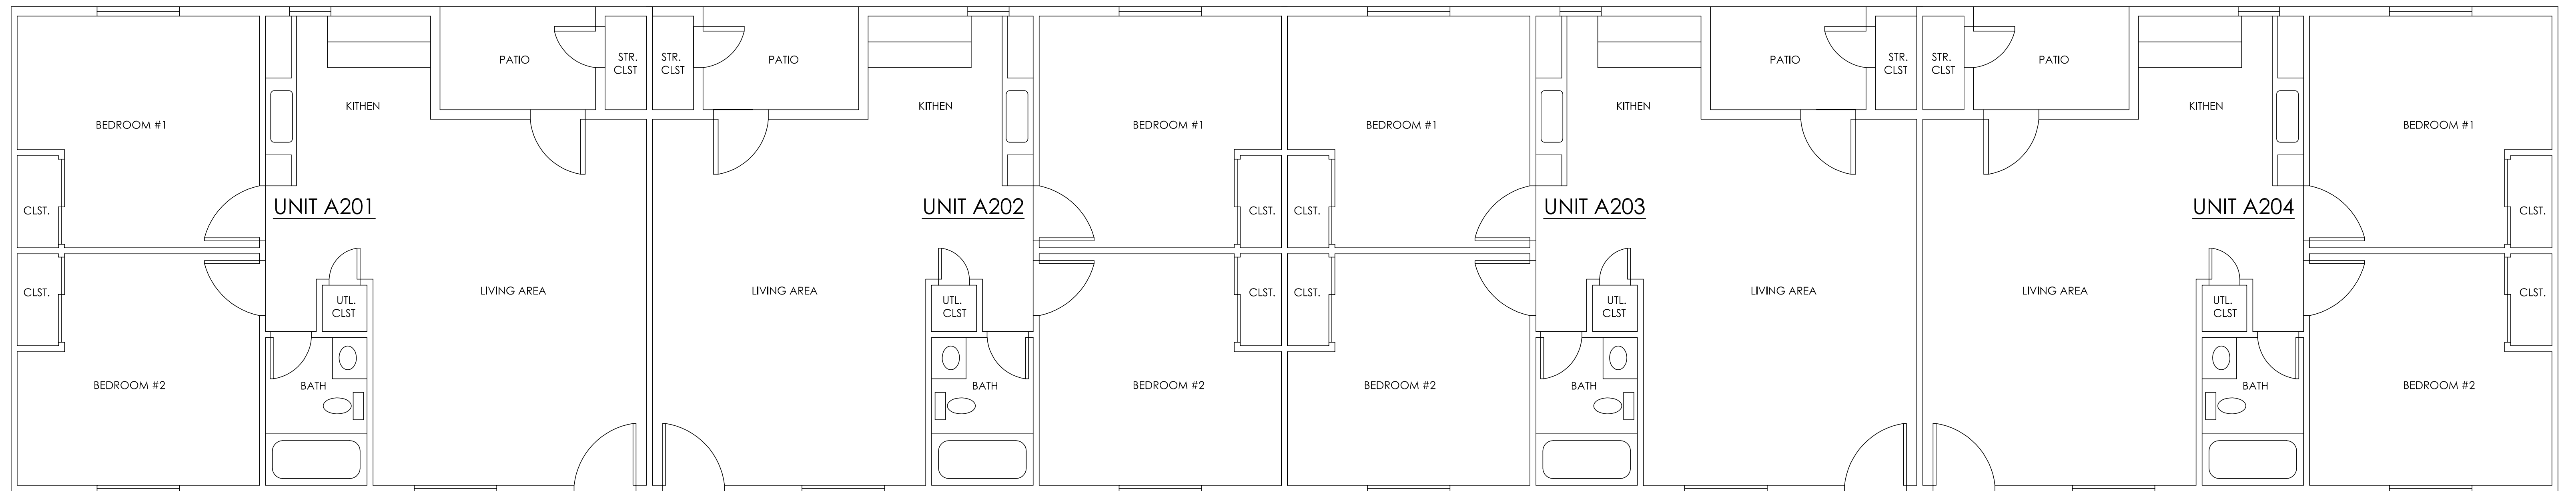 PATIO
STR.
CLST
STR.
CLST
PATIO
PATIO
STR.
CLST
STR.
CLST
PATIO
KITHEN
KITHEN
KITHEN
KITHEN
BEDROOM #1
BEDROOM #1
BEDROOM #1
BEDROOM #1
CLST.
UNIT A201
UNIT A202
CLST.
CLST.
UNIT A203
UNIT A204
CLST.
CLST.
UTL.
CLST
LIVING AREA
LIVING AREA
UTL.
CLST
CLST.
CLST.
UTL.
CLST
LIVING AREA
LIVING AREA
UTL.
CLST
CLST.
BEDROOM #2
BATH
BATH
BEDROOM #2
BEDROOM #2
BATH
BATH
BEDROOM #2